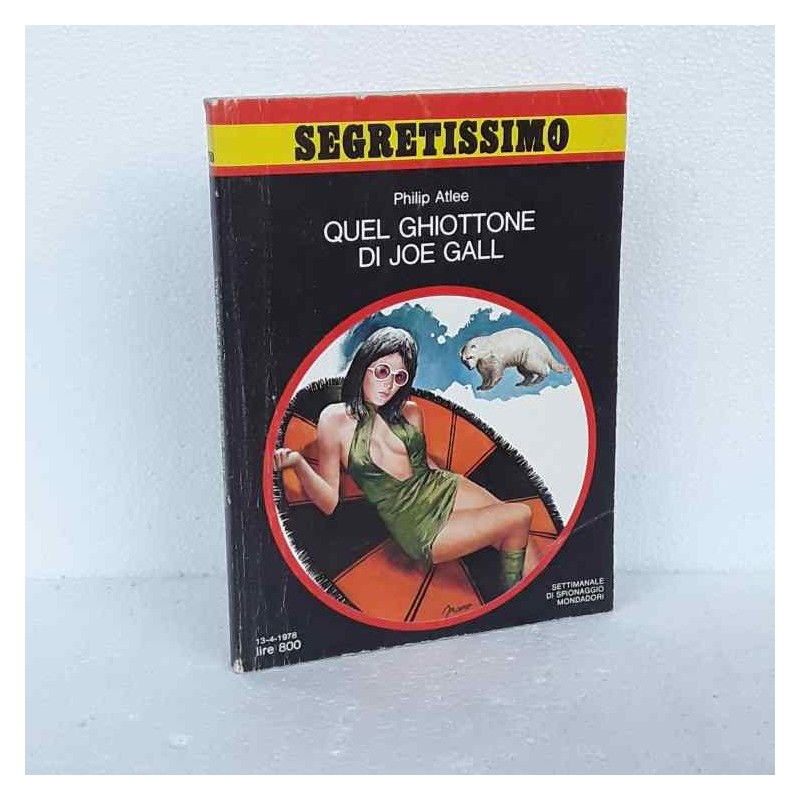 SEGRETISSIMO
Philip Atlee
QUEL GHIOTTONE
DI JOE GALL
SETTIMANALE
DI SPIONAGGIO
MONDADORI
13-4-1978
lire 800